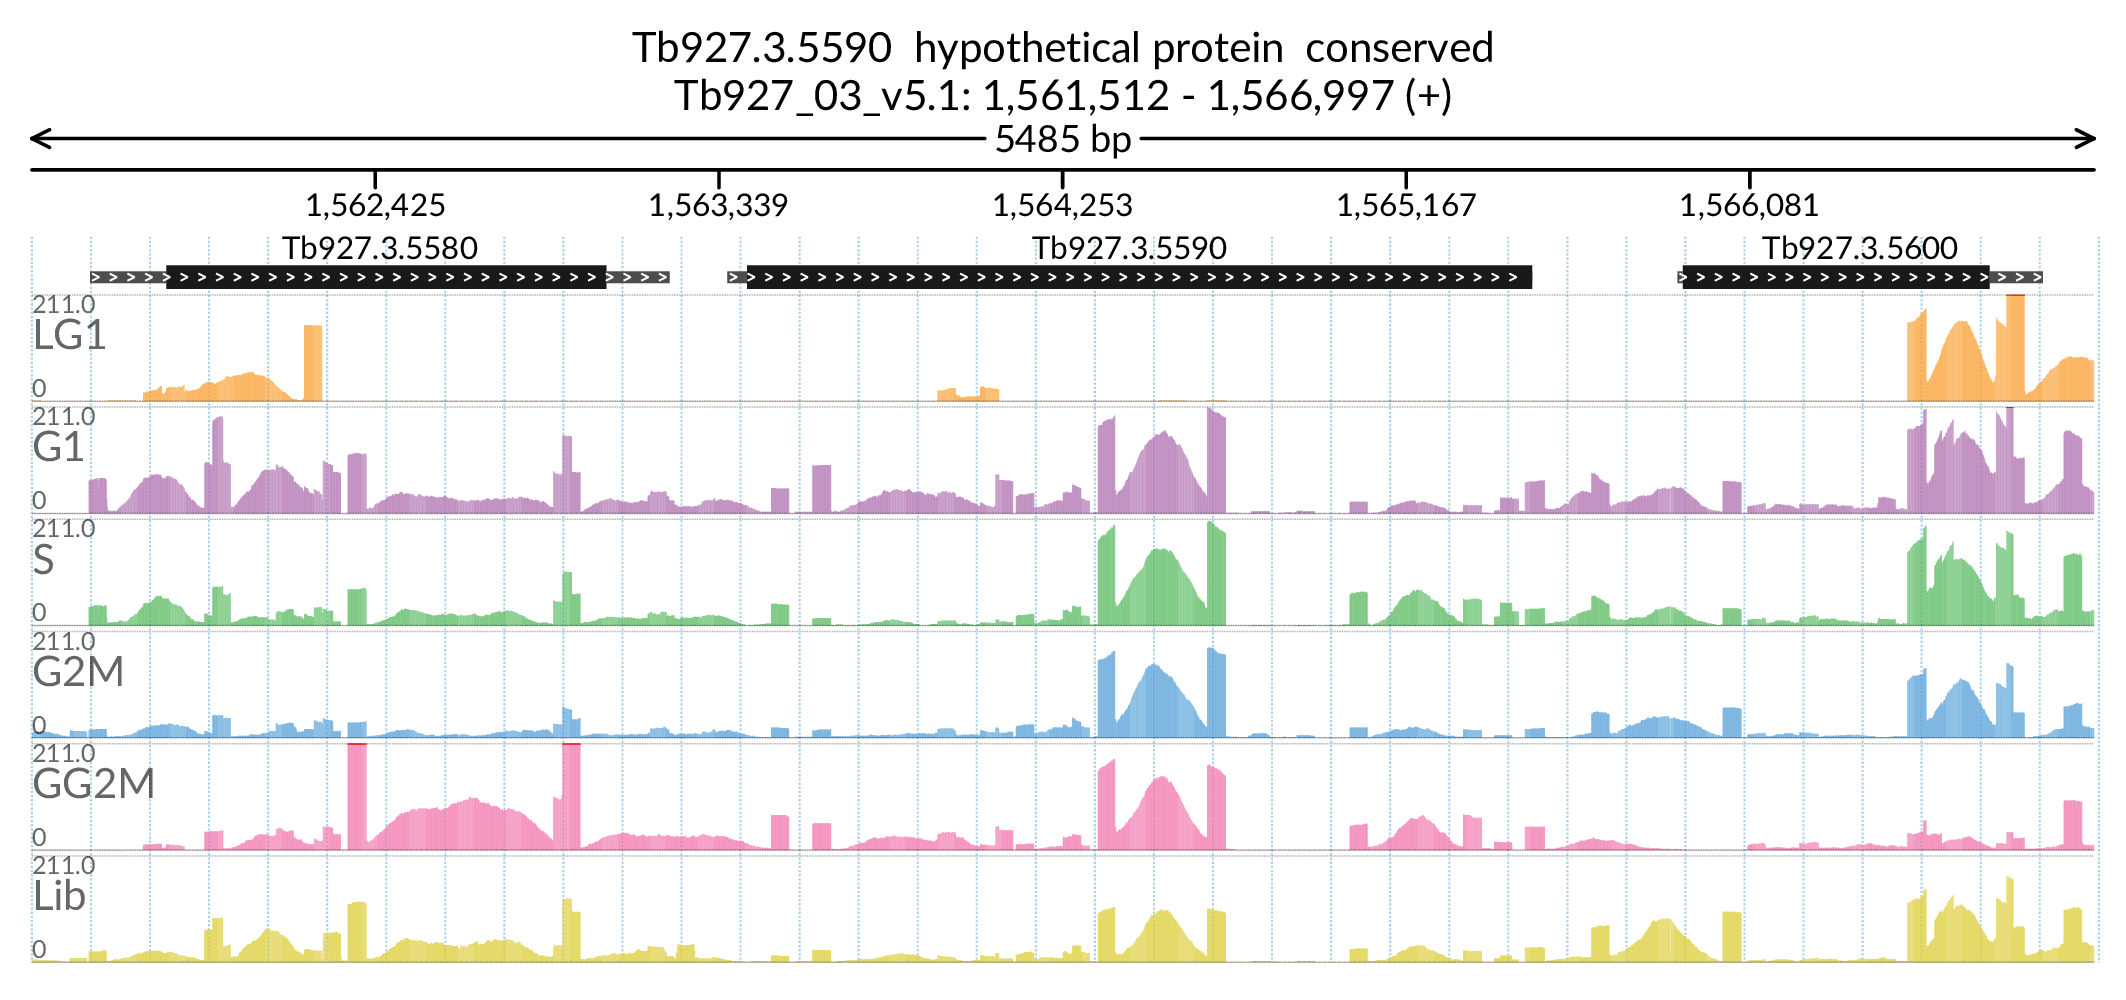 Tb927.3.5590  hypothetical protein  conserved
Tb927_03_v5.1: 1,561,512 - 1,566,997 (+)
5485 bp
1,562,425 1,563,339 1,564,253 1,565,167 1,566,081
Tb927.3.5580 Tb927.3.5590 Tb927.3.5600
211.0
LG1
0
211.0
G1
0
211.0
S
0
211.0
G2M
0
211.0
GG2M
0
211.0
Lib
0